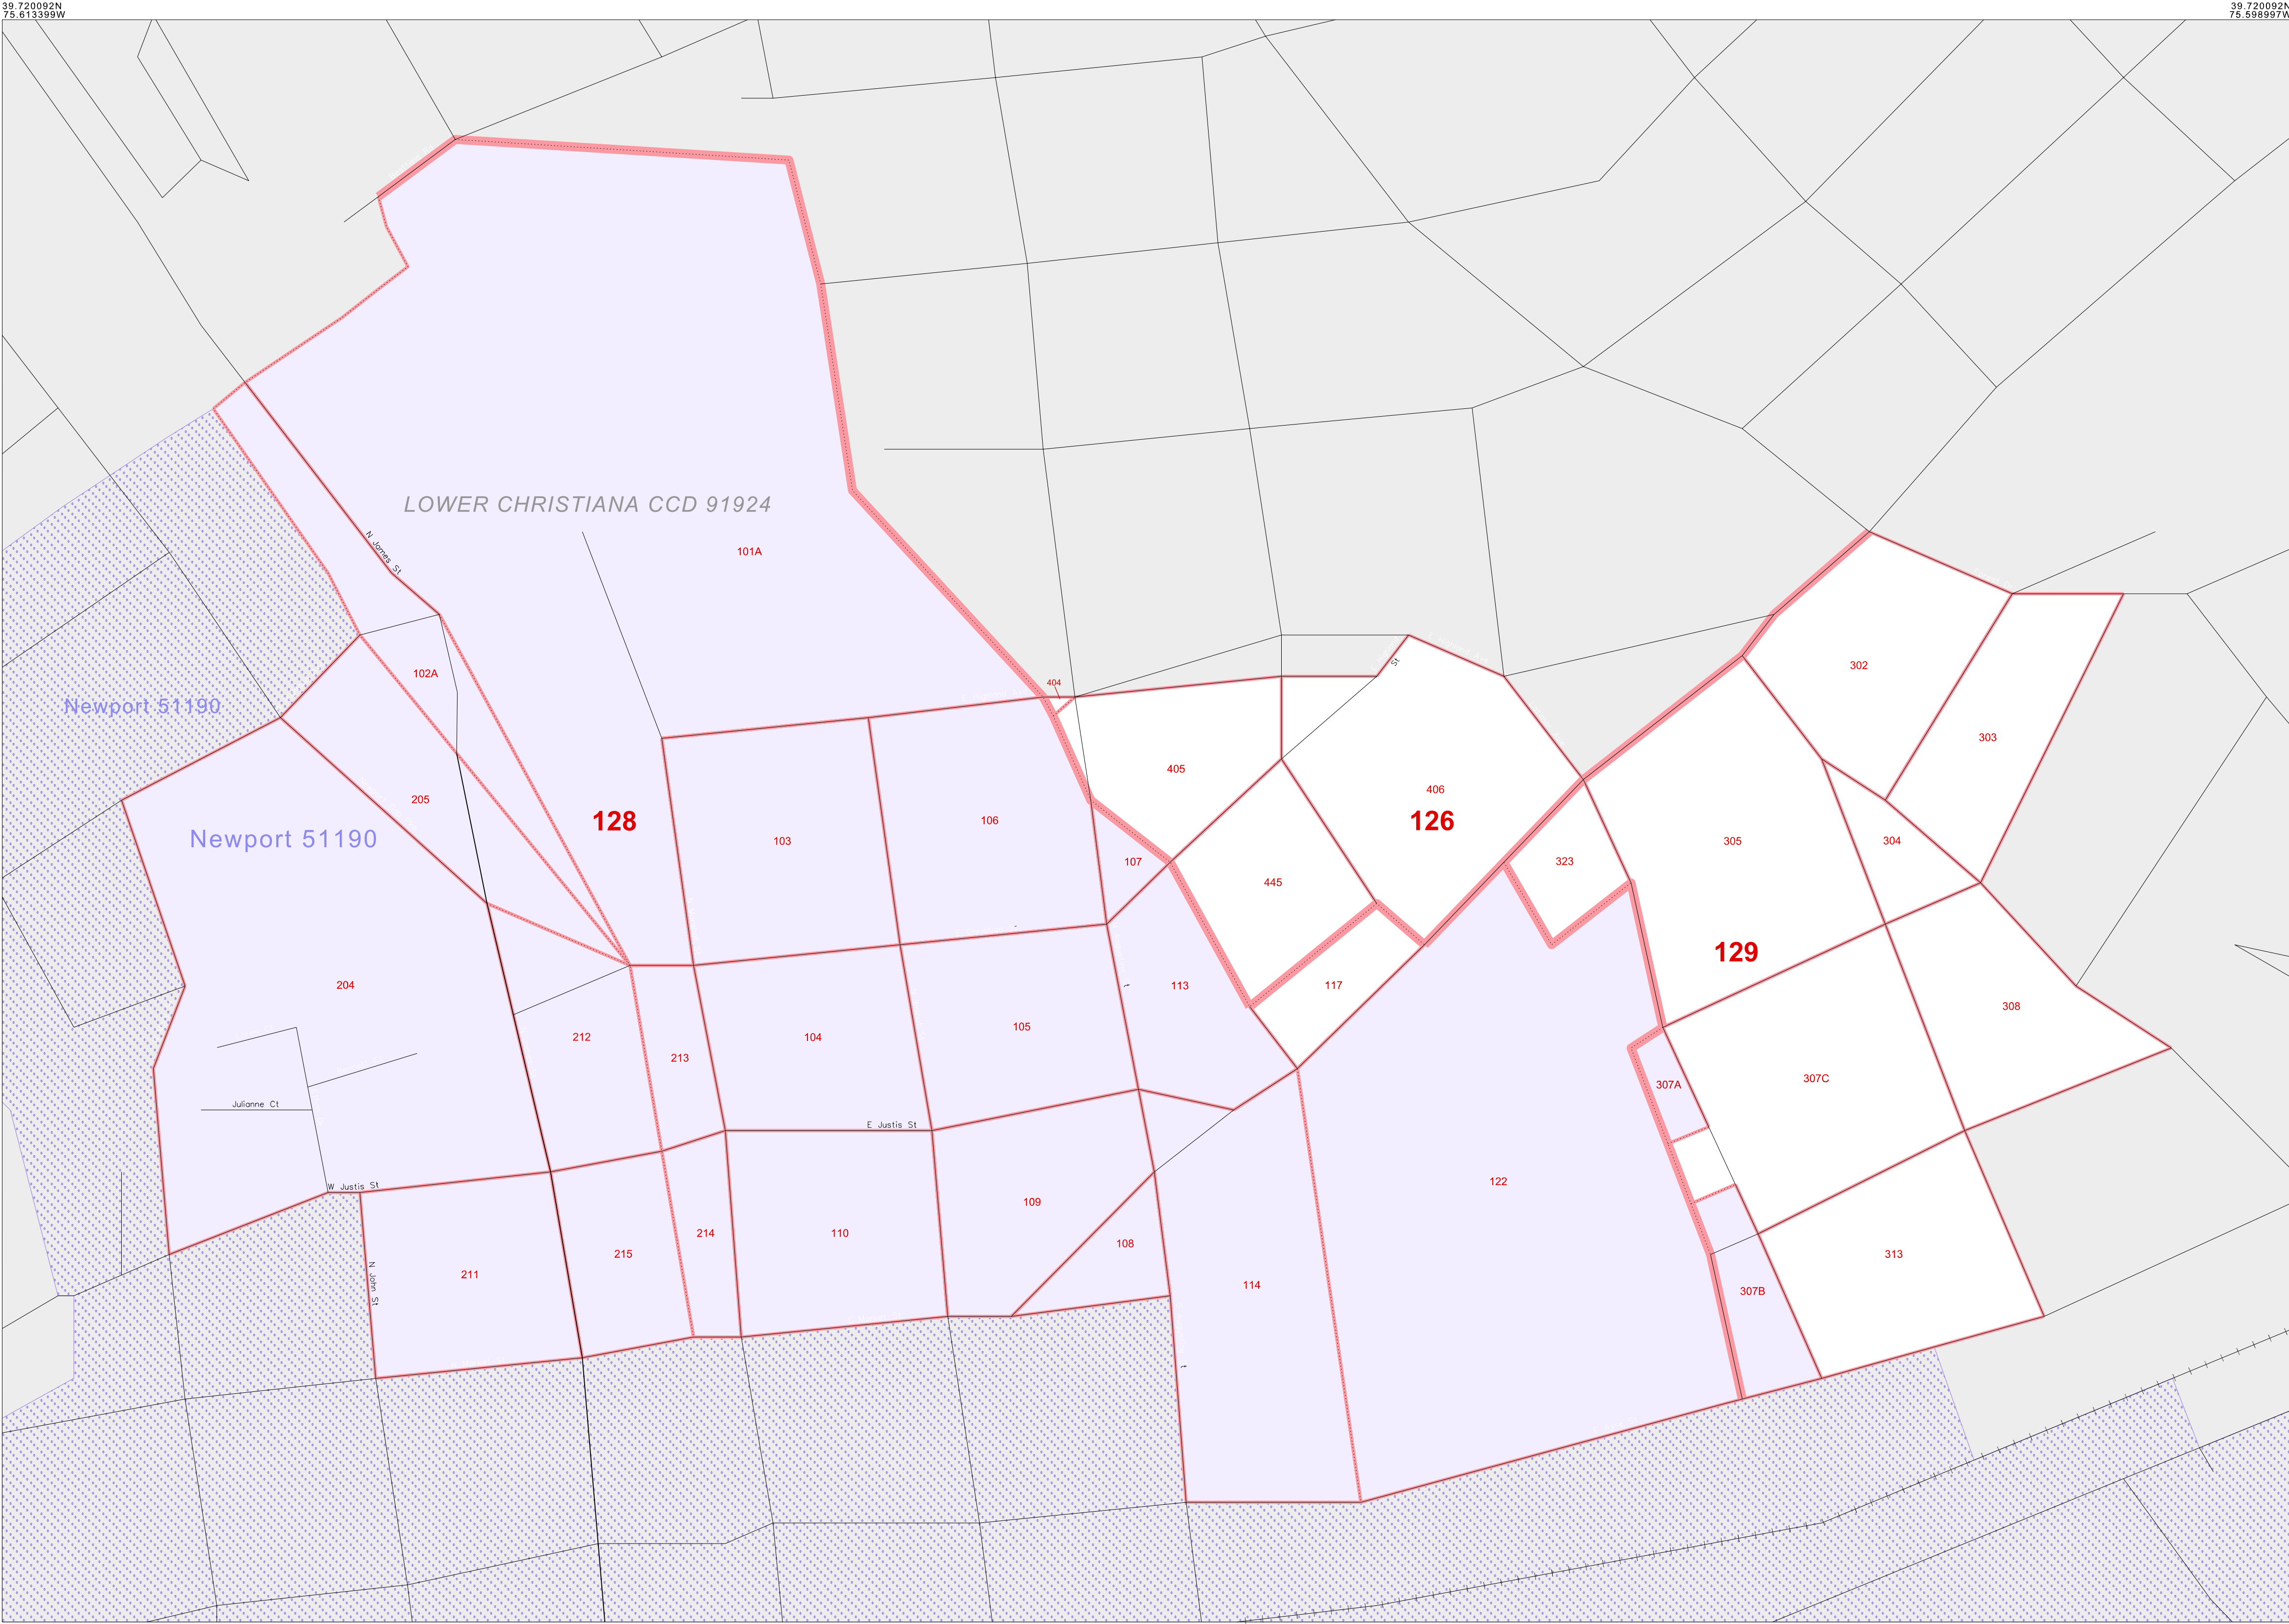 39.720092N
75.613399W
39.720092N
75.598997W
LOWER CHRISTIANA CCD 91924
101A
N James St
St
404
302
102A
Newport 51190
303
405
406
205
128
126
106
Newport 51190
103
305
304
107
323
445
129
204
113
117
308
212
104
105
213
307A
307C
Julianne Ct
E Justis St
W Justis St
122
109
214
110
108
215
313
211
N John St
114
307B